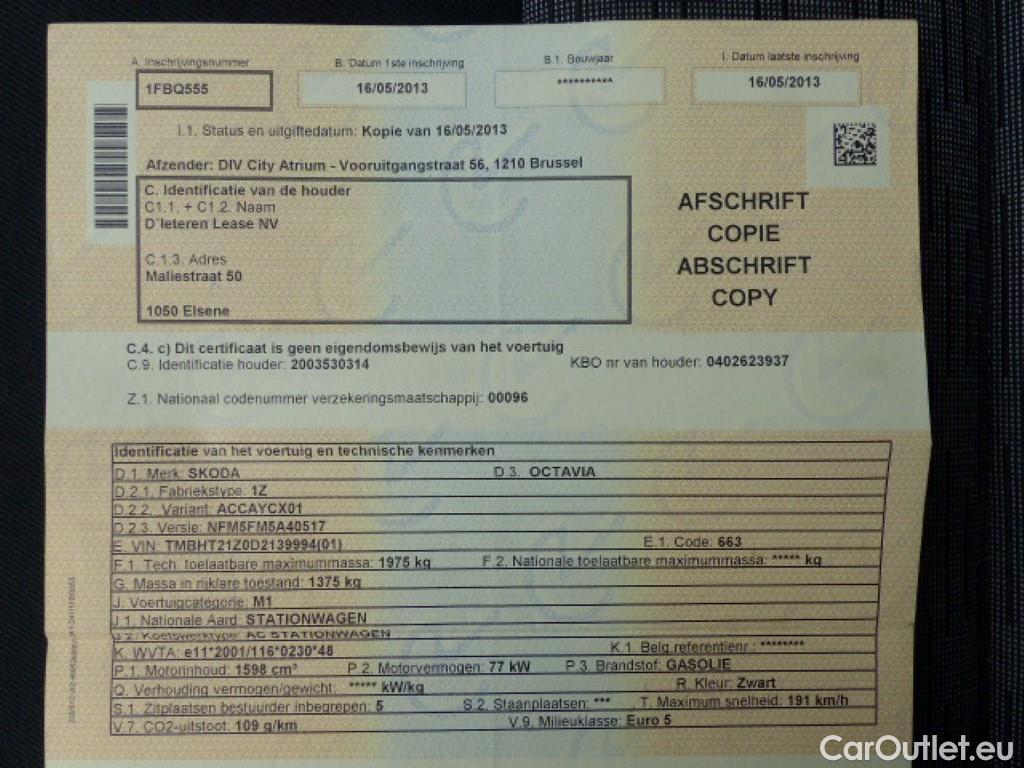 A. Inschrijvingsnummer B. Datum 1ste inschrijving B.1. Bouwjaar I. Datum laatste inschrijving
1FBQ555 16/05/2013 ********** 16/05/2013
I.1. Status en uitgiftedatum: Kopie van 16/05/2013
Afzender: DIV City Atrium - Vooruitgangstraat 56, 1210 Brussel
C. Identificatie van de houder
C1.1. + C1.2. Naam
D'Ieteren Lease NV
C.1.3. Adres
Maliestraat 50
1050 Elsene
AFSCHRIFT
COPIE
ABSCHRIFT
COPY
C.4. c) Dit certificaat is geen eigendomsbewijs van het voertuig
C.9. Identificatie houder: 2003530314 KBO nr van houder: 0402623937
Z.1. Nationaal codenummer verzekeringsmaatschappij: 00096
Identificatie van het voertuig en technische kenmerken
D.1. Merk: SKODA D.3. OCTAVIA
D.2.1. Fabriekstype: 1Z
D.2.2. Variant: ACCAYCX01
D.2.3. Versie: NFM5FM5A40517
E. VIN: TMBHT21Z0D2139994(01) E.1. Code: 663
F.1. Tech. toelaatbare maximummassa: 1975 kg F.2. Nationale toelaatbare maximummassa: ***** kg
G. Massa in rijklare toestand: 1375 kg
J. Voertuigcategorie: M1
J.1. Nationale Aard: STATIONWAGEN
J.2. Koetswerktype: AC STATIONWAGEN
K. WVTA: e11*2001/116*0230*48 K.1. Belg.referentienr.: ********
P.1. Motorinhoud: 1598 cm³ P.2. Motorvermogen: 77 kW P.3. Brandstof: GASOLIE
Q. Verhouding vermogen/gewicht: ***** kW/kg R. Kleur: Zwart
S.1. Zitplaatsen bestuurder inbegrepen: 5 S.2. Staanplaatsen: *** T. Maximum snelheid: 191 km/h
V.7. CO2-uitstoot: 109 g/km V.9. Milieuklasse: Euro 5
CarOutlet.eu